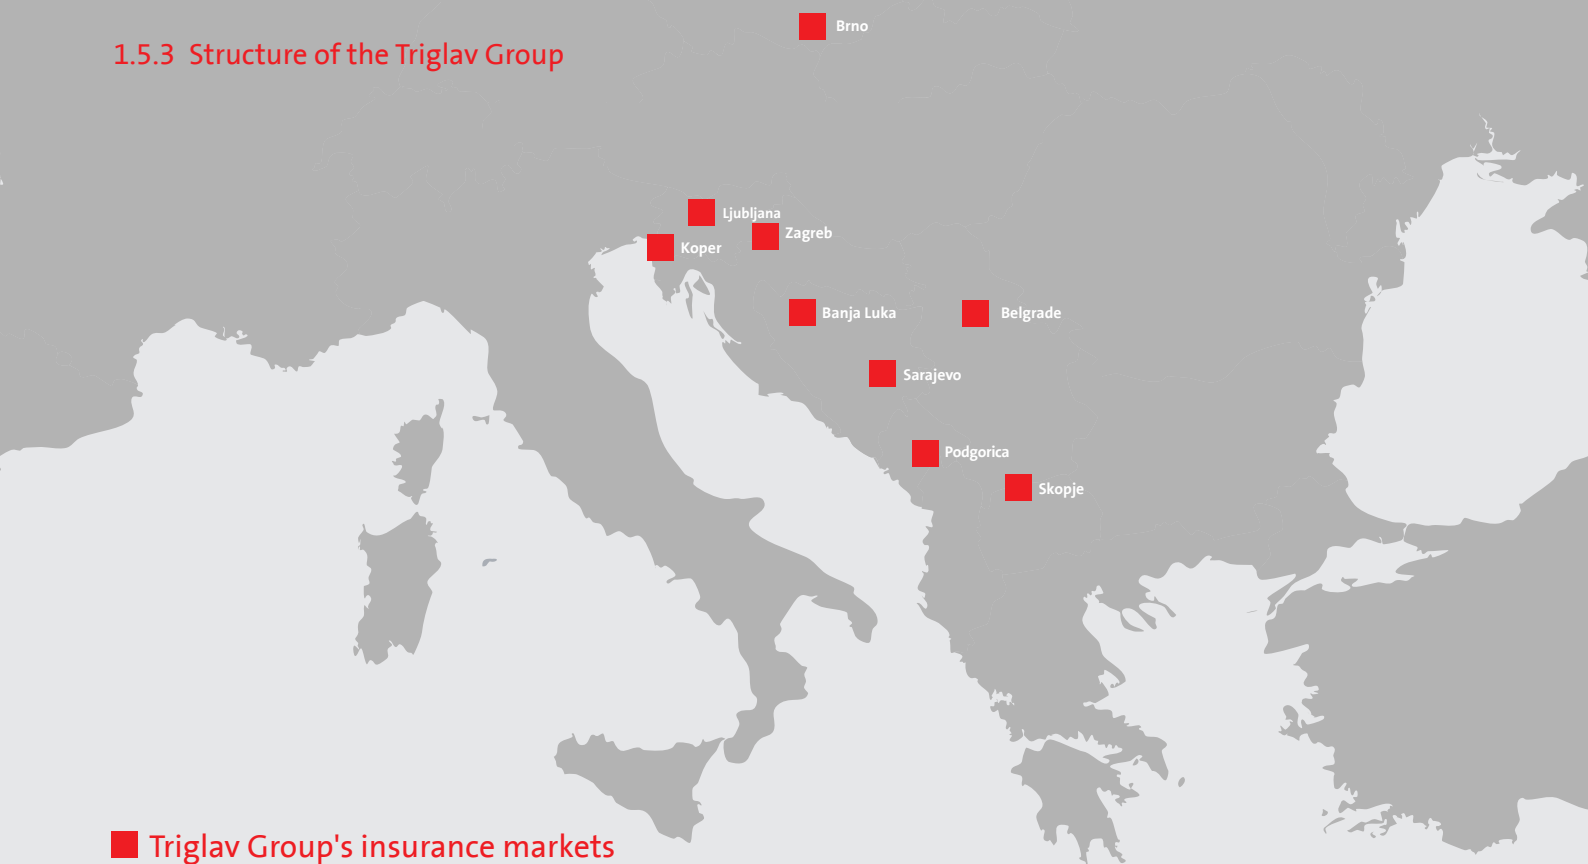 Brno
1.5.3 Structure of the Triglav Group
Ljubljana
Zagreb
Koper
Banja Luka
Belgrade
Sarajevo
Podgorica
Skopje
Triglav Group's insurance markets